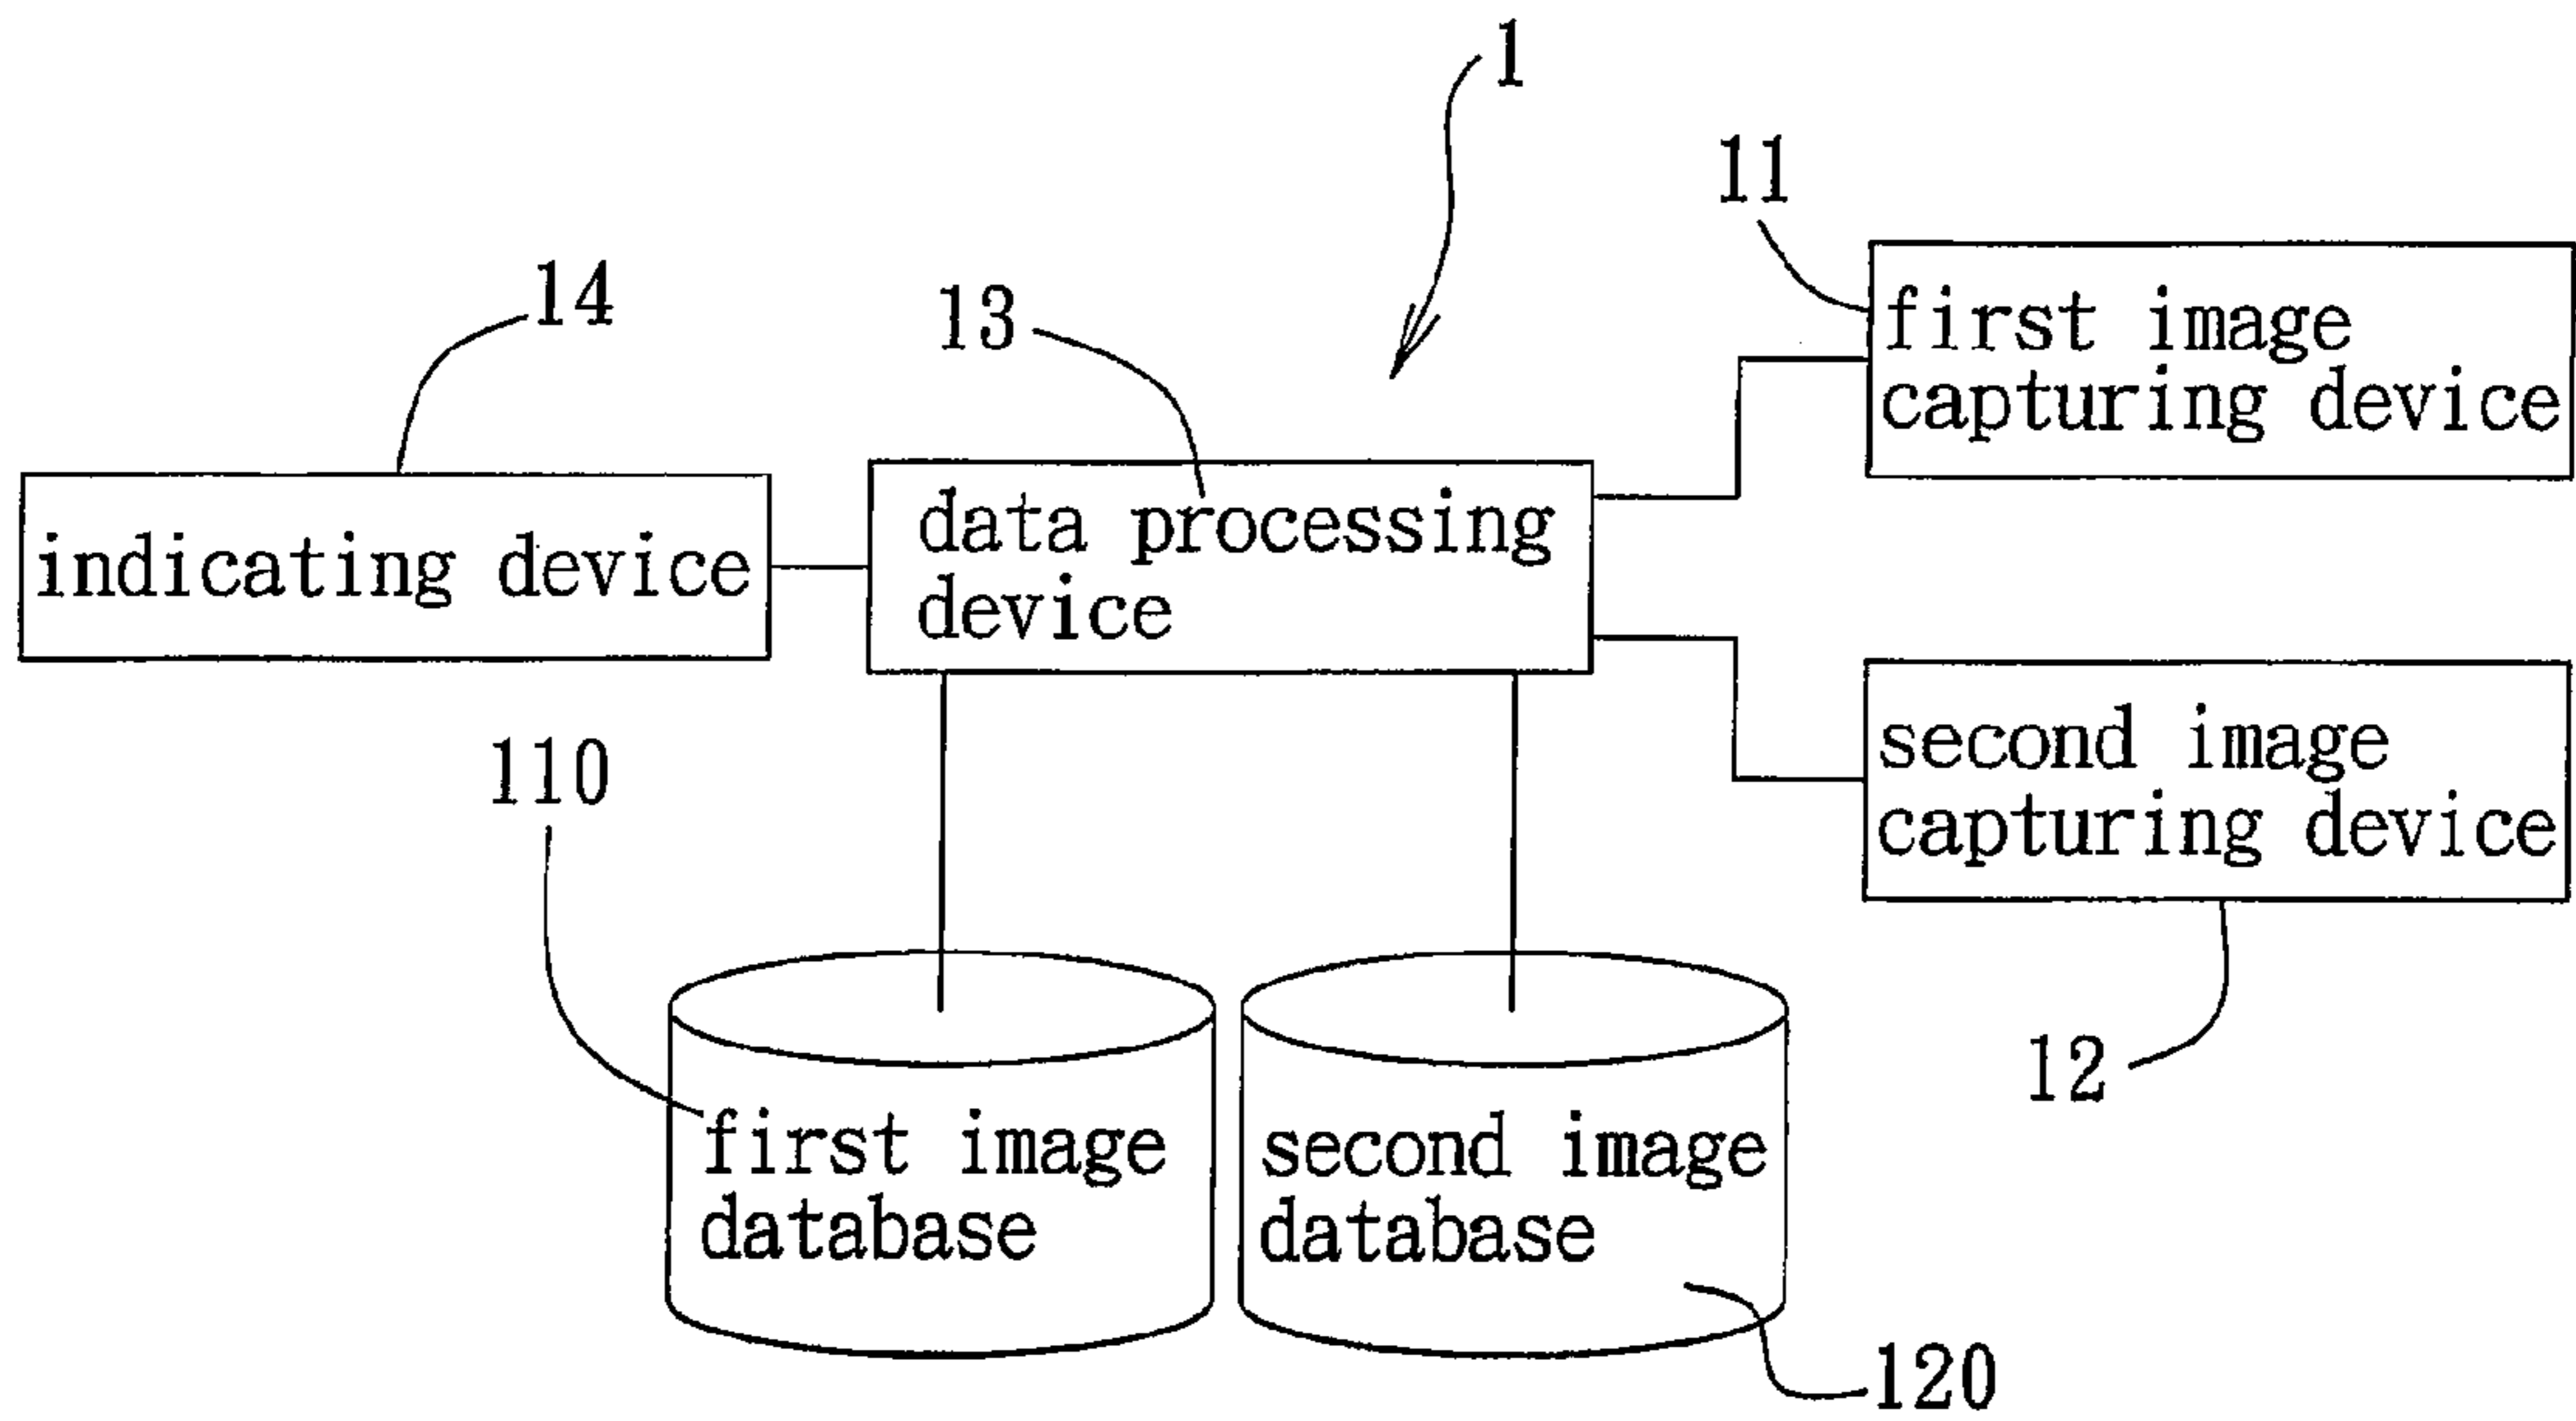 1
11
first image
capturing device
14
13
indicating device
data processing
device
second image
capturing device
110
12
first image
database
second image
database
120